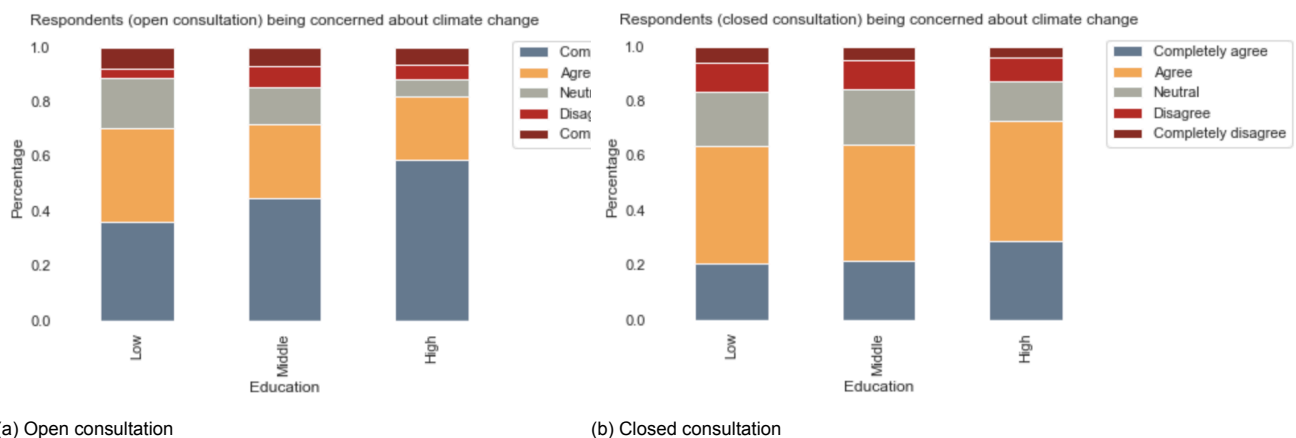 Respondents (open consultation) being concerned about climate change
1.0
0.8
0.6
0.4
0.2
0.0
Percentage
Low
Middle
High
Education
Com
Agre
Neut
Disag
Com
(a) Open consultation
Respondents (closed consultation) being concerned about climate change
1.0
0.8
0.6
0.4
0.2
0.0
Percentage
Low
Middle
High
Education
Completely agree
Agree
Neutral
Disagree
Completely disagree
(b) Closed consultation